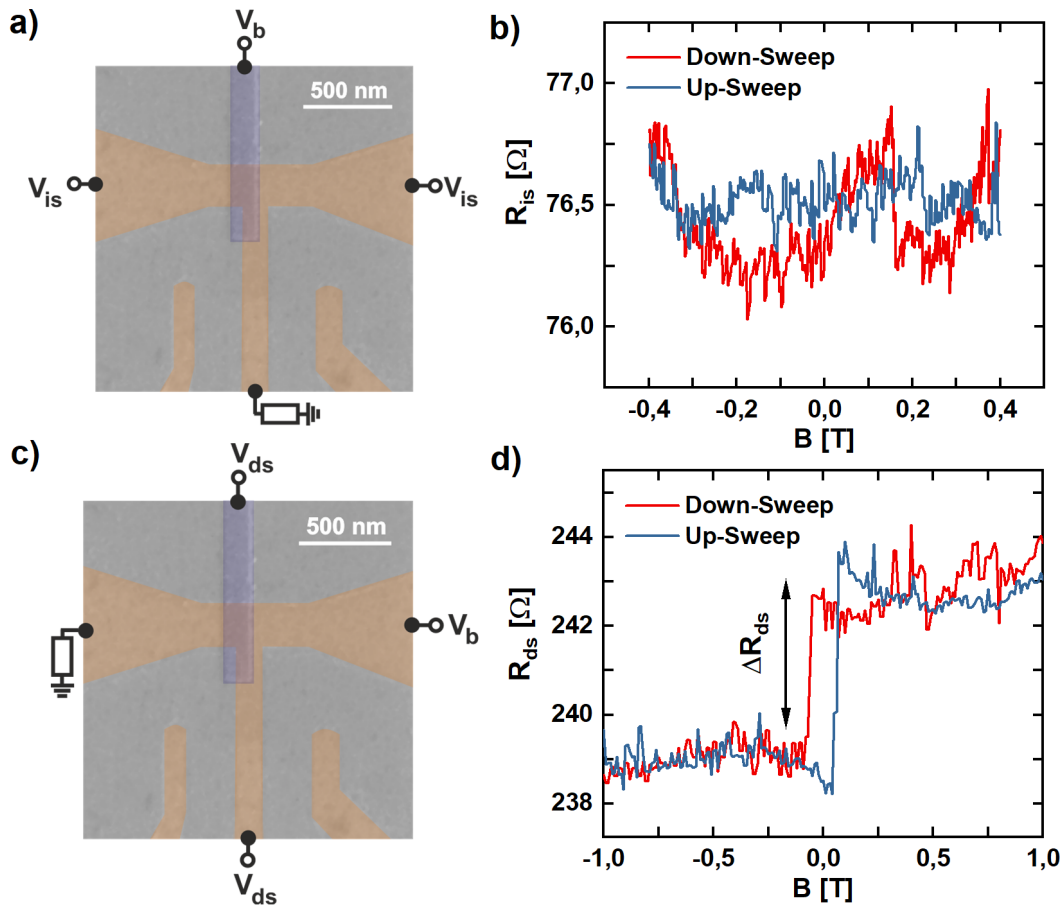 a)
V_b
500 nm
V_is
V_is
b)
Down-Sweep
Up-Sweep
77,0
76,5
76,0
R_is [Ω]
-0,4
-0,2
0,0
0,2
0,4
B [T]
c)
V_ds
500 nm
V_b
V_ds
d)
Down-Sweep
Up-Sweep
244
242
240
238
R_ds [Ω]
ΔR_ds
-1,0
-0,5
0,0
0,5
1,0
B [T]